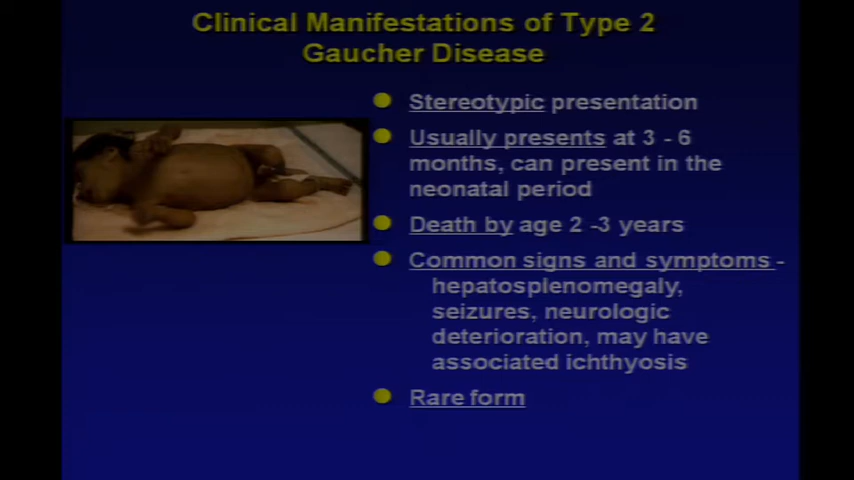 Clinical Manifestations of Type 2
Gaucher Disease
Stereotypic presentation
Usually presents at 3 - 6
months, can present in the
neonatal period
Death by age 2 -3 years
Common signs and symptoms -
hepatosplenomegaly,
seizures, neurologic
deterioration, may have
associated ichthyosis
Rare form